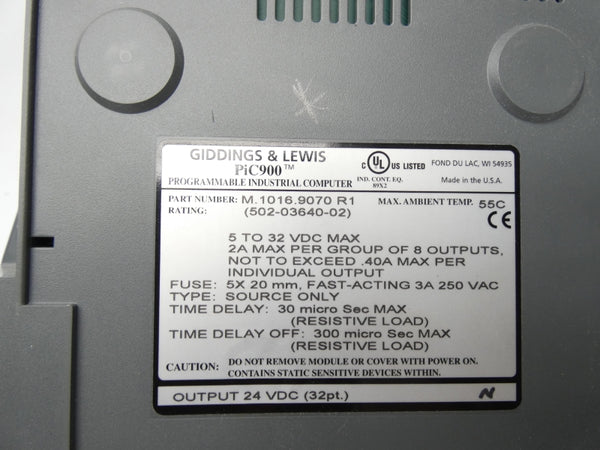 GIDDINGS & LEWIS
PiC900™
PROGRAMMABLE INDUSTRIAL COMPUTER
C UL US LISTED
IND. CONT. EQ.
89X2
FOND DU LAC, WI 54935
Made in the U.S.A.
PART NUMBER: M.1016.9070 R1
MAX. AMBIENT TEMP. 55C
RATING: (502-03640-02)
CE
5 TO 32 VDC MAX
2A MAX PER GROUP OF 8 OUTPUTS,
NOT TO EXCEED .40A MAX PER
INDIVIDUAL OUTPUT
FUSE: 5X 20 mm, FAST-ACTING 3A 250 VAC
TYPE: SOURCE ONLY
TIME DELAY: 30 micro Sec MAX
(RESISTIVE LOAD)
TIME DELAY OFF: 300 micro Sec MAX
(RESISTIVE LOAD)
CAUTION: DO NOT REMOVE MODULE OR COVER WITH POWER ON.
CONTAINS STATIC SENSITIVE DEVICES WITHIN.
OUTPUT 24 VDC (32pt.)
N